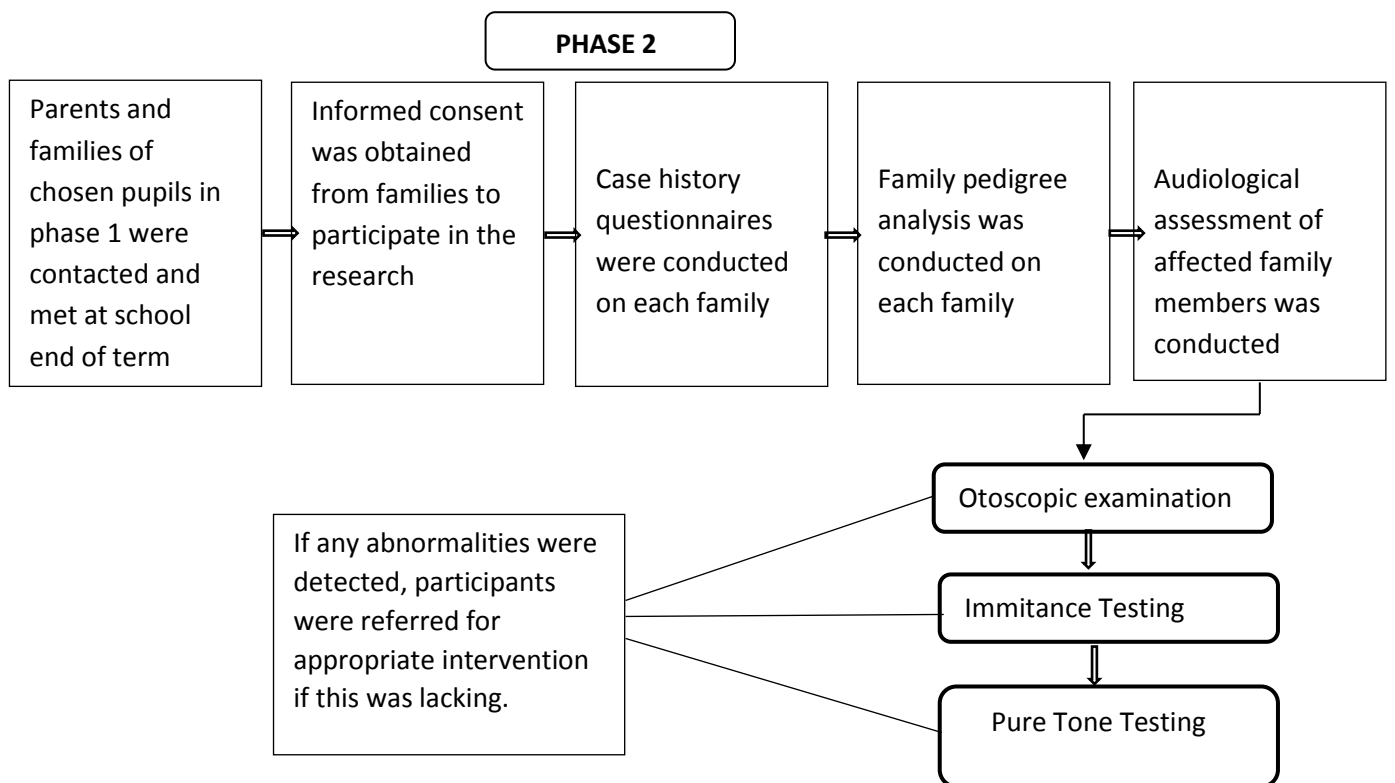 PHASE 2
Parents and
families of
chosen pupils in
phase 1 were
contacted and
met at school
end of term
Informed consent
was obtained
from families to
participate in the
research
Case history
questionnaires
were conducted
on each family
Family pedigree
analysis was
conducted on
each family
Audiological
assessment of
affected family
members was
conducted
Otoscopic examination
If any abnormalities were
detected, participants
were referred for
appropriate intervention
if this was lacking.
Immitance Testing
Pure Tone Testing